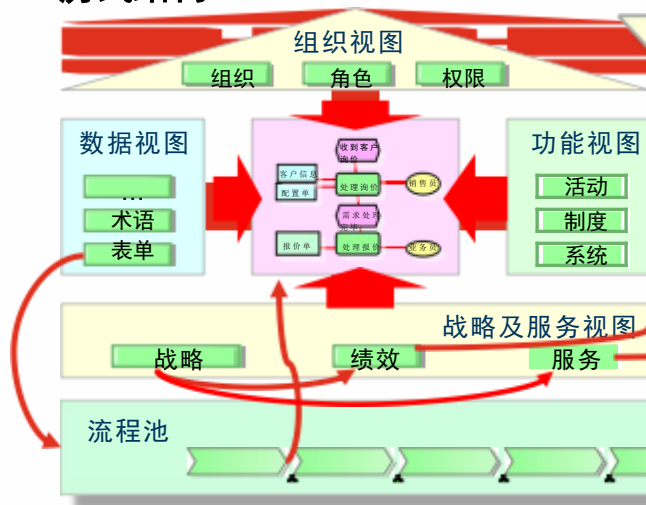 组织视图
组织
角色
权限
数据视图
...
术语
表单
收到客户
询价
客户信息
配置单
处理询价
销售员
需求处理
完毕
报价单
处理报价
业务员
功能视图
活动
制度
系统
战略及服务视图
战略
绩效
服务
流程池